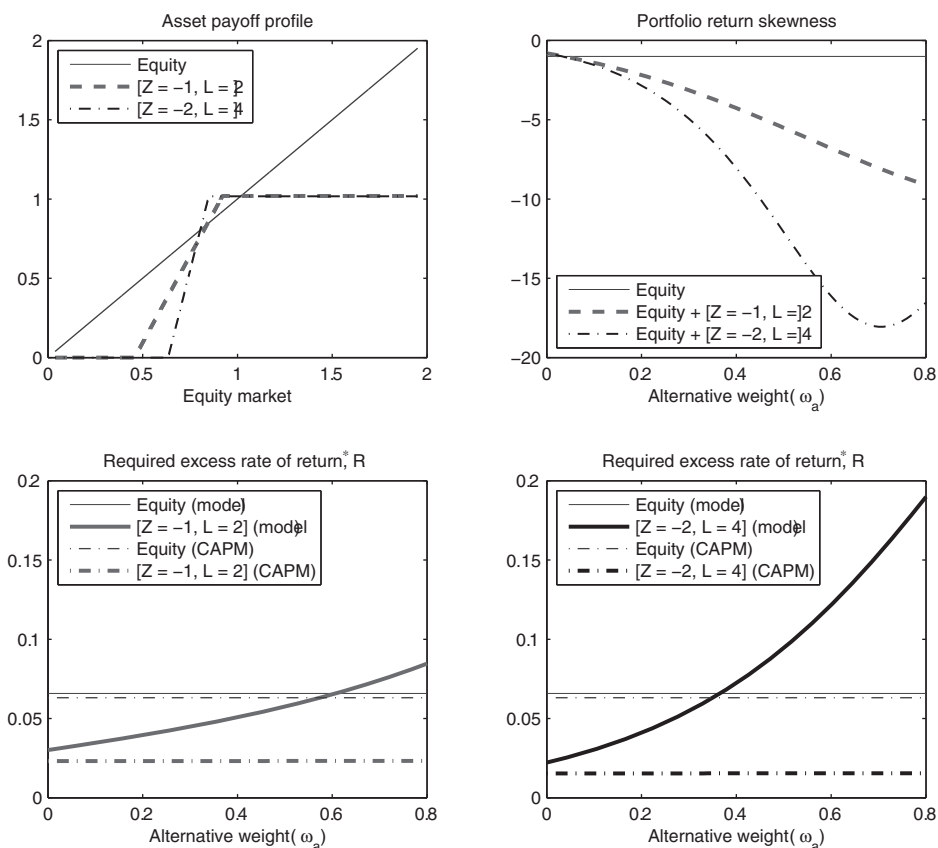 Asset payoff profile
2
1.5
1
0.5
0
Equity
[Z = −1, L = ]2
[Z = −2, L = ]4
0 0.5 1 1.5 2
Equity market
Portfolio return skewness
0
−5
−10
−15
−20
Equity
Equity + [Z = −1, L =]2
Equity + [Z = −2, L =]4
0 0.2 0.4 0.6 0.8
Alternative weight( ω_a)
Required excess rate of return,* R
0.2
0.15
0.1
0.05
0
Equity (model)
[Z = −1, L = 2] (model)
Equity (CAPM)
[Z = −1, L = 2] (CAPM)
0 0.2 0.4 0.6 0.8
Alternative weight( ω_a)
Required excess rate of return,* R
0.2
0.15
0.1
0.05
0
Equity (model)
[Z = −2, L = 4] (model)
Equity (CAPM)
[Z = −2, L = 4] (CAPM)
0 0.2 0.4 0.6 0.8
Alternative weight( ω_a)